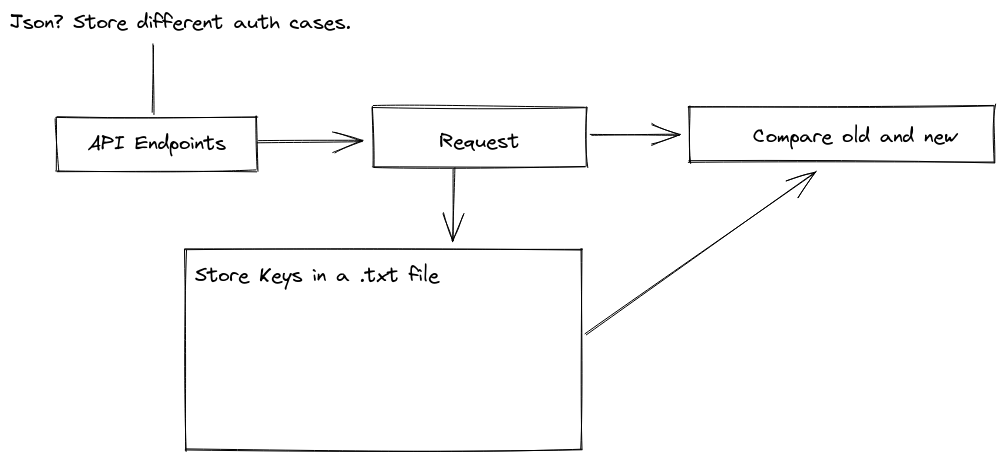 Json? Store different auth cases.
API Endpoints
Request
Compare old and new
Store Keys in a .txt file